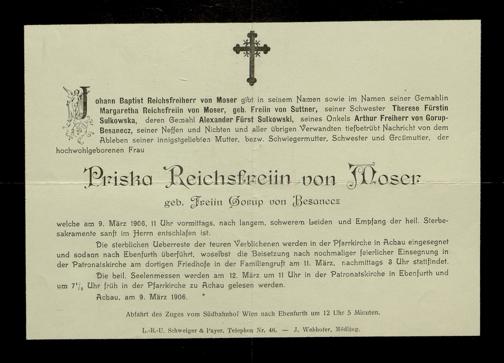 Johann Baptist Reichsfreiherr von Moser gibt in seinem Namen sowie im Namen seiner Gemahlin
Margaretha Reichsfreiin von Moser, geb. Freiin von Suttner, seiner Schwester Therese Fürstin
Sulkowska, deren Gemahl Alexander Fürst Sulkowski, seines Onkels Arthur Freiherr von Gorup-
Besanecz, seiner Neffen und Nichten und aller übrigen Verwandten tiefbetrübt Nachricht von dem
Ableben seiner innigstgeliebten Mutter, bezw. Schwiegermutter, Schwester und Großmutter, der
hochwohlgeborenen Frau
Priska Reichsfreiin von Moser
geb. Freiin Gorup von Besanecz
welche am 9. März 1906, 11 Uhr vormittags, nach langem, schwerem Leiden und Empfang der heil. Sterbe-
sakramente sanft im Herrn entschlafen ist.
Die sterblichen Ueberreste der teuren Verblichenen werden in der Pfarrkirche in Achau eingesegnet
und sodann nach Ebenfurth überführt, woselbst die Beisetzung nach nochmaliger feierlicher Einsegnung in
der Patronatskirche am dortigen Friedhofe in der Familiengruft am 11. März, nachmittags 3 Uhr stattfindet.
Die heil. Seelenmessen werden am 12. März um 11 Uhr in der Patronatskirche in Ebenfurth und
um 7 Uhr früh in der Pfarrkirche zu Achau gelesen werden.
Achau, am 9. März 1906.
Abfahrt des Zuges vom Südbahnhof Wien nach Ebenfurth um 12 Uhr 5 Minuten.
L.-B.-U. Schweiger & Payer, Telephon Nr. 46. — J. Webhofer, Mödling.